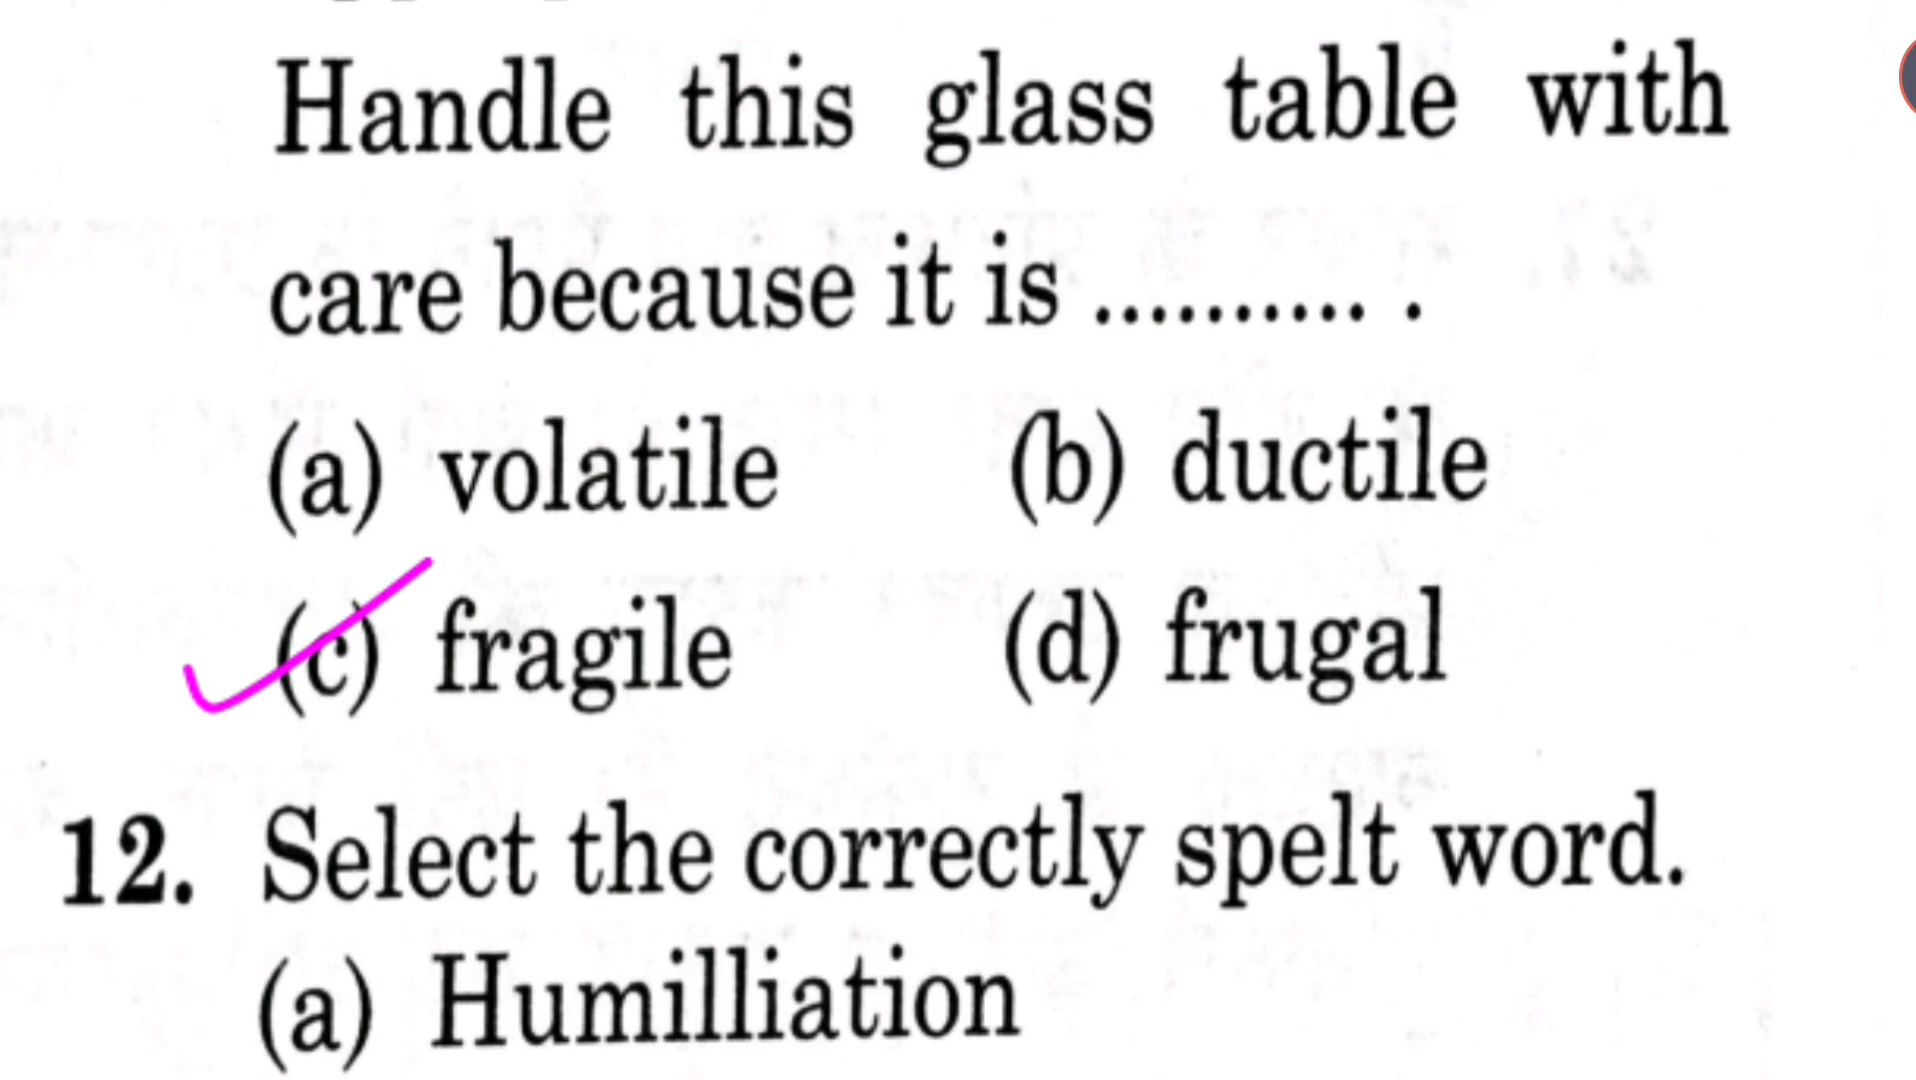 Handle this glass table with
care because it is .......... .
(a) volatile (b) ductile
(c) fragile (d) frugal
12. Select the correctly spelt word.
(a) Humilliation